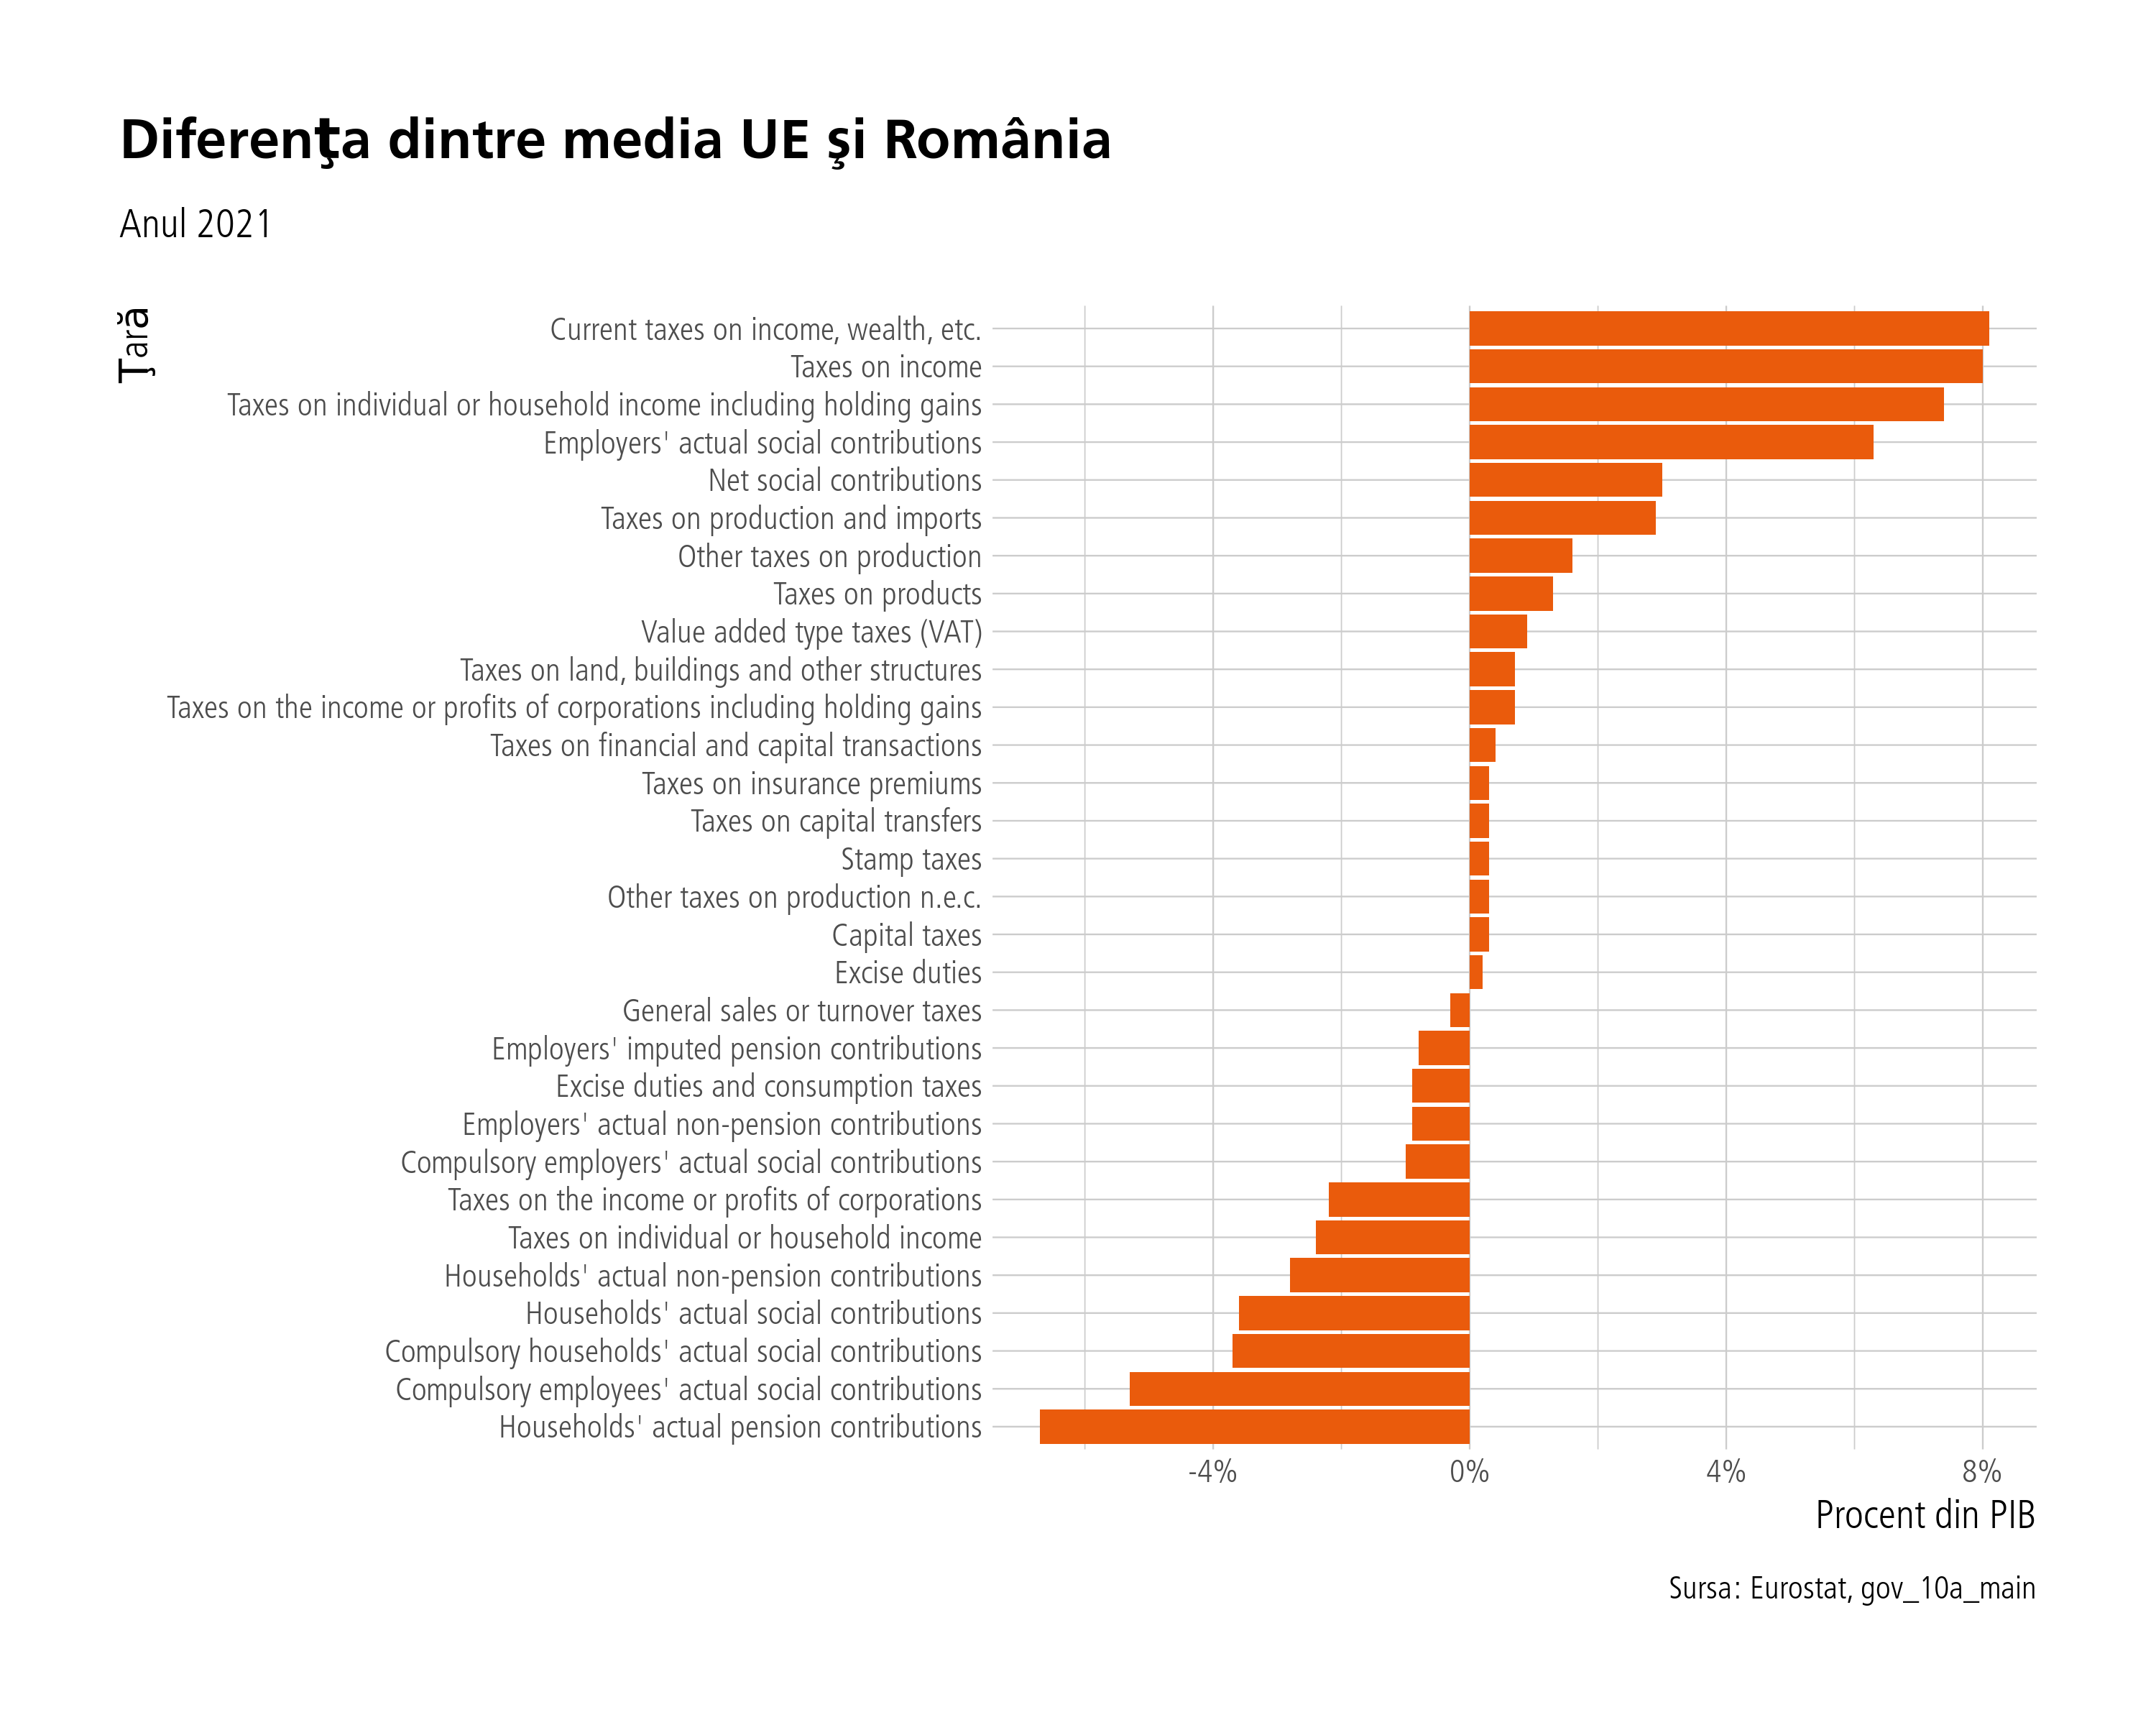 Diferenţa dintre media UE şi România
Anul 2021
Ţară
Current taxes on income, wealth, etc.
Taxes on income
Taxes on individual or household income including holding gains
Employers' actual social contributions
Net social contributions
Taxes on production and imports
Other taxes on production
Taxes on products
Value added type taxes (VAT)
Taxes on land, buildings and other structures
Taxes on the income or profits of corporations including holding gains
Taxes on financial and capital transactions
Taxes on insurance premiums
Taxes on capital transfers
Stamp taxes
Other taxes on production n.e.c.
Capital taxes
Excise duties
General sales or turnover taxes
Employers' imputed pension contributions
Excise duties and consumption taxes
Employers' actual non-pension contributions
Compulsory employers' actual social contributions
Taxes on the income or profits of corporations
Taxes on individual or household income
Households' actual non-pension contributions
Households' actual social contributions
Compulsory households' actual social contributions
Compulsory employees' actual social contributions
Households' actual pension contributions
-4% 0% 4% 8%
Procent din PIB
Sursa: Eurostat, gov_10a_main